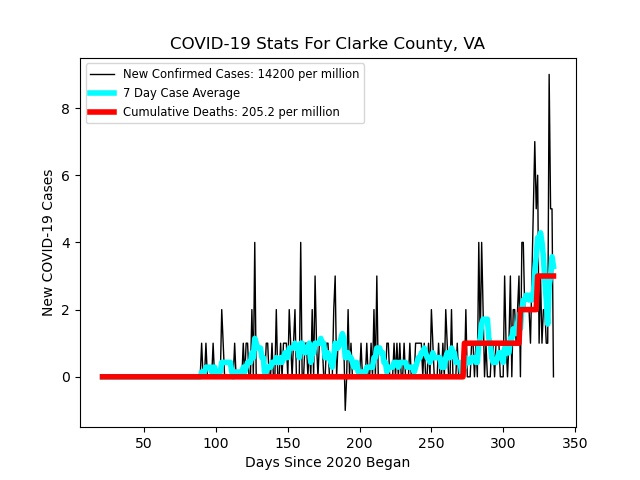 COVID-19 Stats For Clarke County, VA
New Confirmed Cases: 14200 per million
7 Day Case Average
Cumulative Deaths: 205.2 per million
New COVID-19 Cases
8
6
4
2
0
50 100 150 200 250 300 350
Days Since 2020 Began